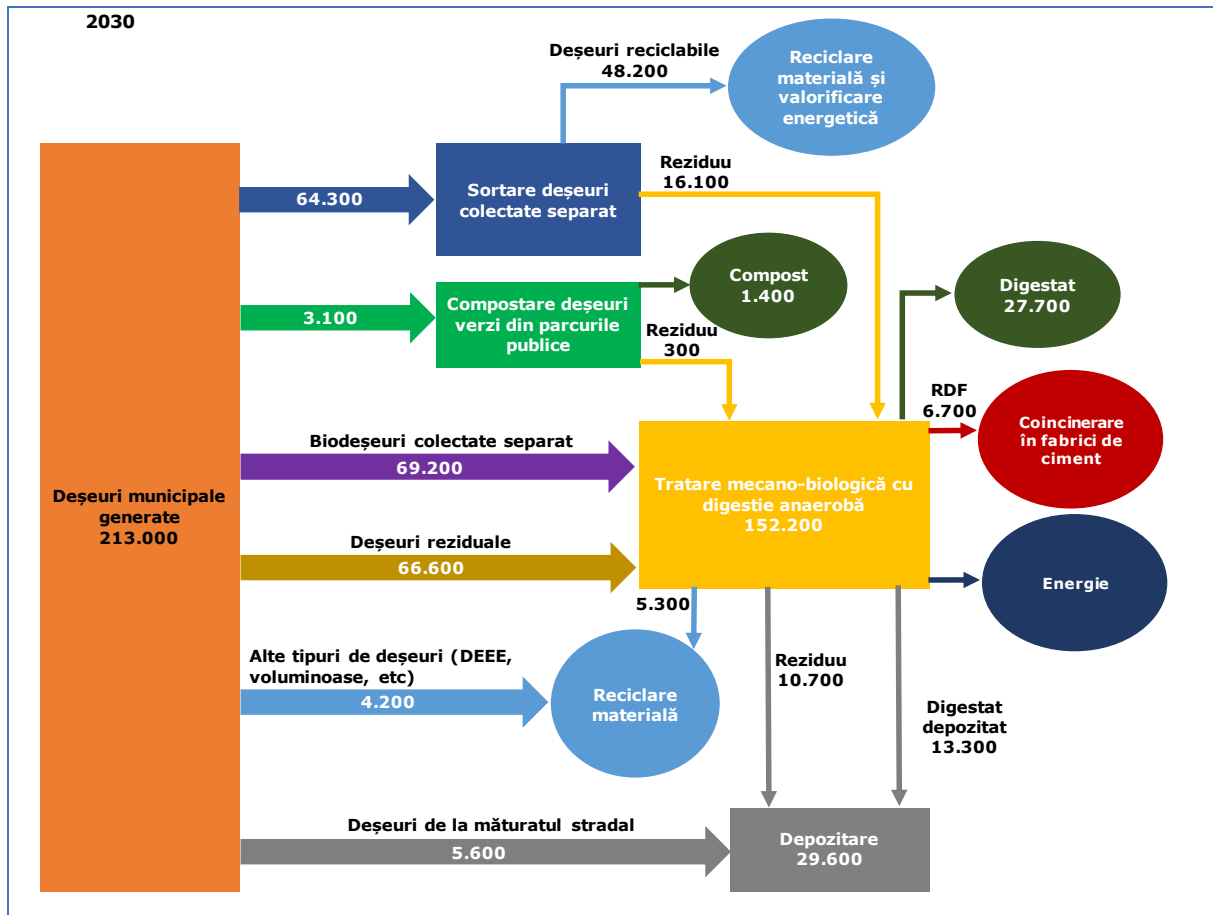 2030
Deșeuri reciclabile
48.200
Reciclare
materială și
valorificare
energetică
64.300
Sortare deșeuri
colectate separat
Reziduu
16.100
3.100
Compostare deșeuri
verzi din parcurile
publice
Compost
1.400
Reziduu
300
Digestat
27.700
RDF
6.700
Coincinerare
în fabrici de
ciment
Deșeuri municipale
generate
213.000
Biodeșeuri colectate separat
69.200
Tratare mecano-biologică cu
digestie anaerobă
152.200
Deșeuri reziduale
66.600
Energie
5.300
Alte tipuri de deșeuri (DEEE,
voluminoase, etc)
4.200
Reciclare
materială
Reziduu
10.700
Digestat
depozitat
13.300
Deșeuri de la măturatul stradal
5.600
Depozitare
29.600